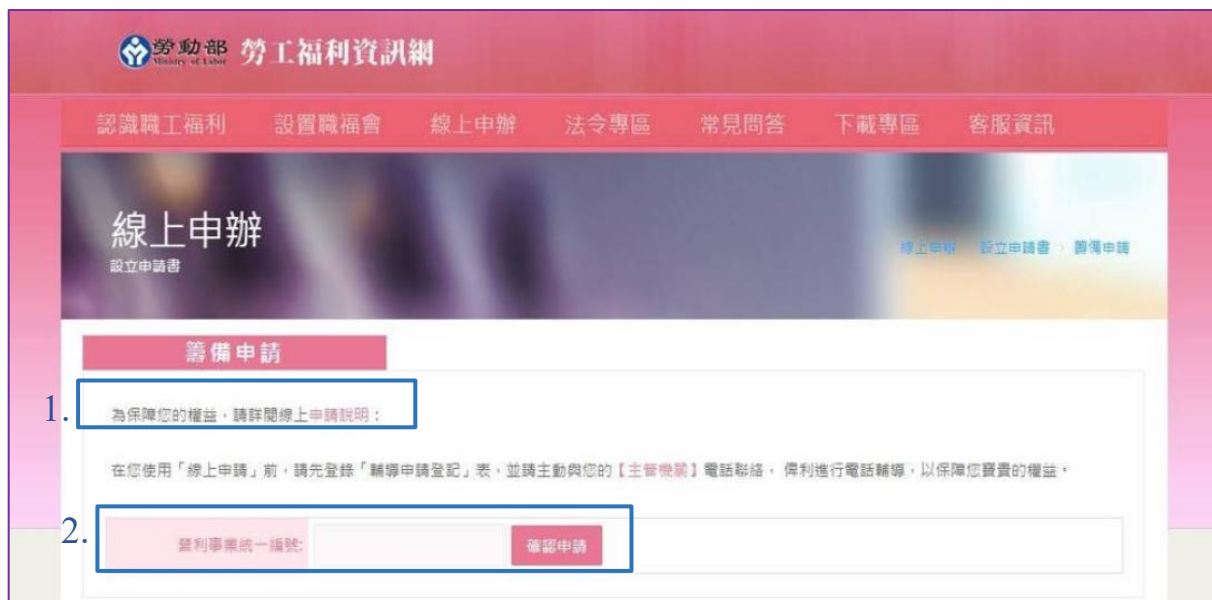 勞動部 勞工福利資訊網
Ministry of Labor
認識職工福利 設置職福會 線上申辦 法令專區 常見問答 下載專區 客服資訊
線上申辦
設立申請書
線上申辦 設立申請書 > 籌備申請
籌備申請
1. 為保障您的權益，請詳閱線上申請說明：
在您使用「線上申請」前，請先登錄「輔導申請登記」表，並請主動與您的【主管機關】電話聯絡， 俾利進行電話輔導，以保障您寶貴的權益。
2. 營利事業統一編號: 確認申請